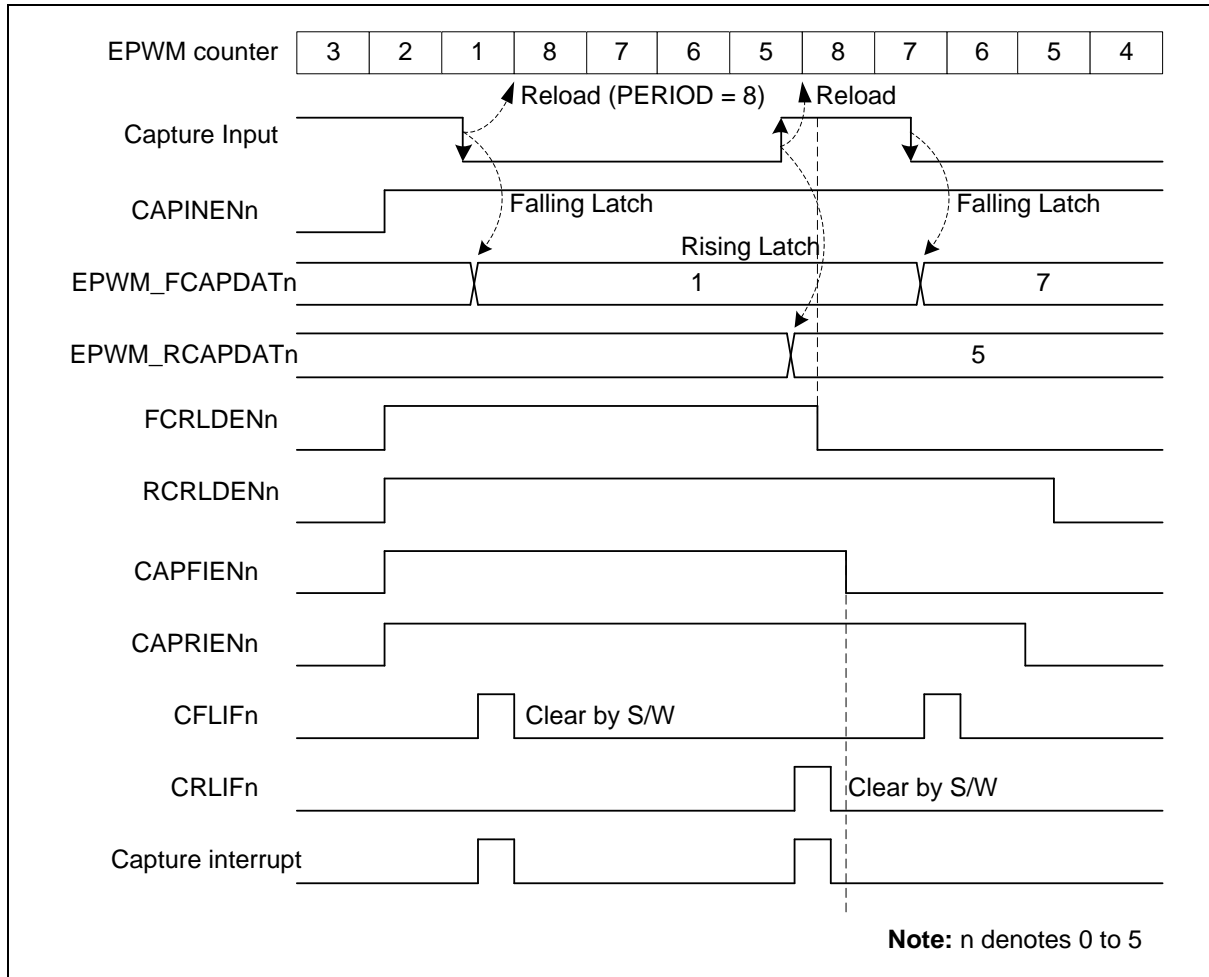 EPWM counter 3 2 1 8 7 6 5 8 7 6 5 4
Reload (PERIOD = 8) Reload
Capture Input
CAPINENn Falling Latch Falling Latch
Rising Latch
EPWM_FCAPDATn 1 7
EPWM_RCAPDATn 5
FCRLDENn
RCRLDENn
CAPFIENn
CAPRIENn
CFLIFn Clear by S/W
CRLIFn Clear by S/W
Capture interrupt
Note: n denotes 0 to 5